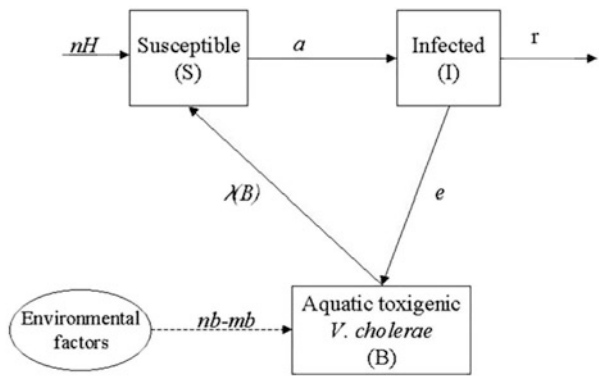 nH
Susceptible
(S)
a
Infected
(I)
r
λ(B)
e
Environmental
factors
nb-mb
Aquatic toxigenic
V. cholerae
(B)